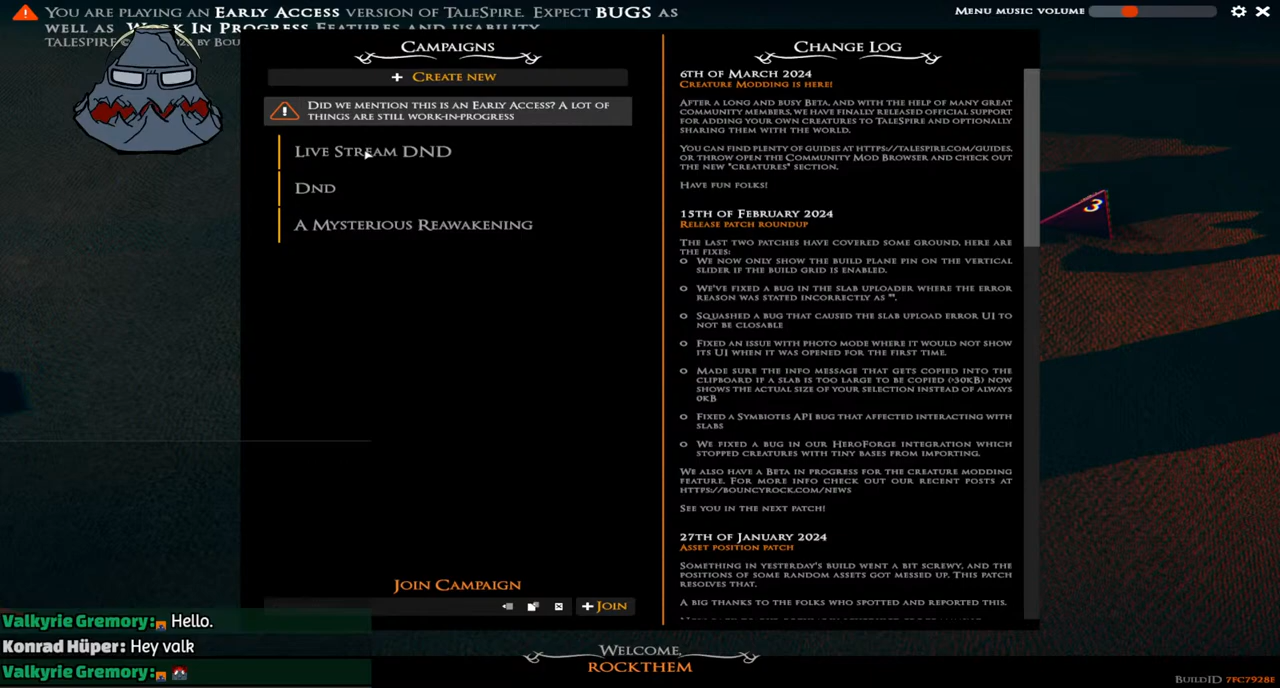 You are playing an Early Access version of TaleSpire. Expect BUGS as
well as Work In Progress features and usability
TaleSpire ©
by Boun
Menu music volume
Campaigns
+ Create new
Did we mention this is an Early Access? A lot of
things are still work-in-progress
Live Stream DND
Dnd
A Mysterious Reawakening
Join Campaign
+ Join
Change Log
6th of March 2024
Creature Modding is here!
After a long and busy Beta, and with the help of many great
community members, we have finally released official support
for adding your own creatures to TaleSpire and optionally
sharing them with the world.
You can find plenty of guides at https://talespire.com/guides,
or throw open the Community Mod Browser and check out
the new "creatures" section.
Have fun folks!
15th of February 2024
Release patch roundup
The last two patches have covered some ground. Here are
the fixes:
We now only show the build plane pin on the vertical
slider if the build grid is enabled.
We've fixed a bug in the slab uploader where the error
reason was stated incorrectly as "".
Squashed a bug that caused the slab upload error UI to
not be closable
Fixed an issue with photo mode where it would not show
its UI when it was opened for the first time.
Made sure the info message that gets copied into the
clipboard if a slab is too large to be copied (>30kB) now
shows the actual size of your selection instead of always
0kB
Fixed a Symbiotes API bug that affected interacting with
slabs
We fixed a bug in our HeroForge integration which
stopped creatures with tiny bases from importing.
We also have a Beta in progress for the creature modding
feature. For more info check out our recent posts at
https://bouncyrock.com/news
See you in the next patch!
27th of January 2024
Asset position patch
Something in yesterday's build went a bit screwy, and the
positions of some random assets got messed up. This patch
resolves that.
A big thanks to the folks who spotted and reported this.
3
Valkyrie Gremory: Hello.
Konrad Hüper: Hey valk
Valkyrie Gremory:
Welcome,
rockthem
BuildID 7FC7928E